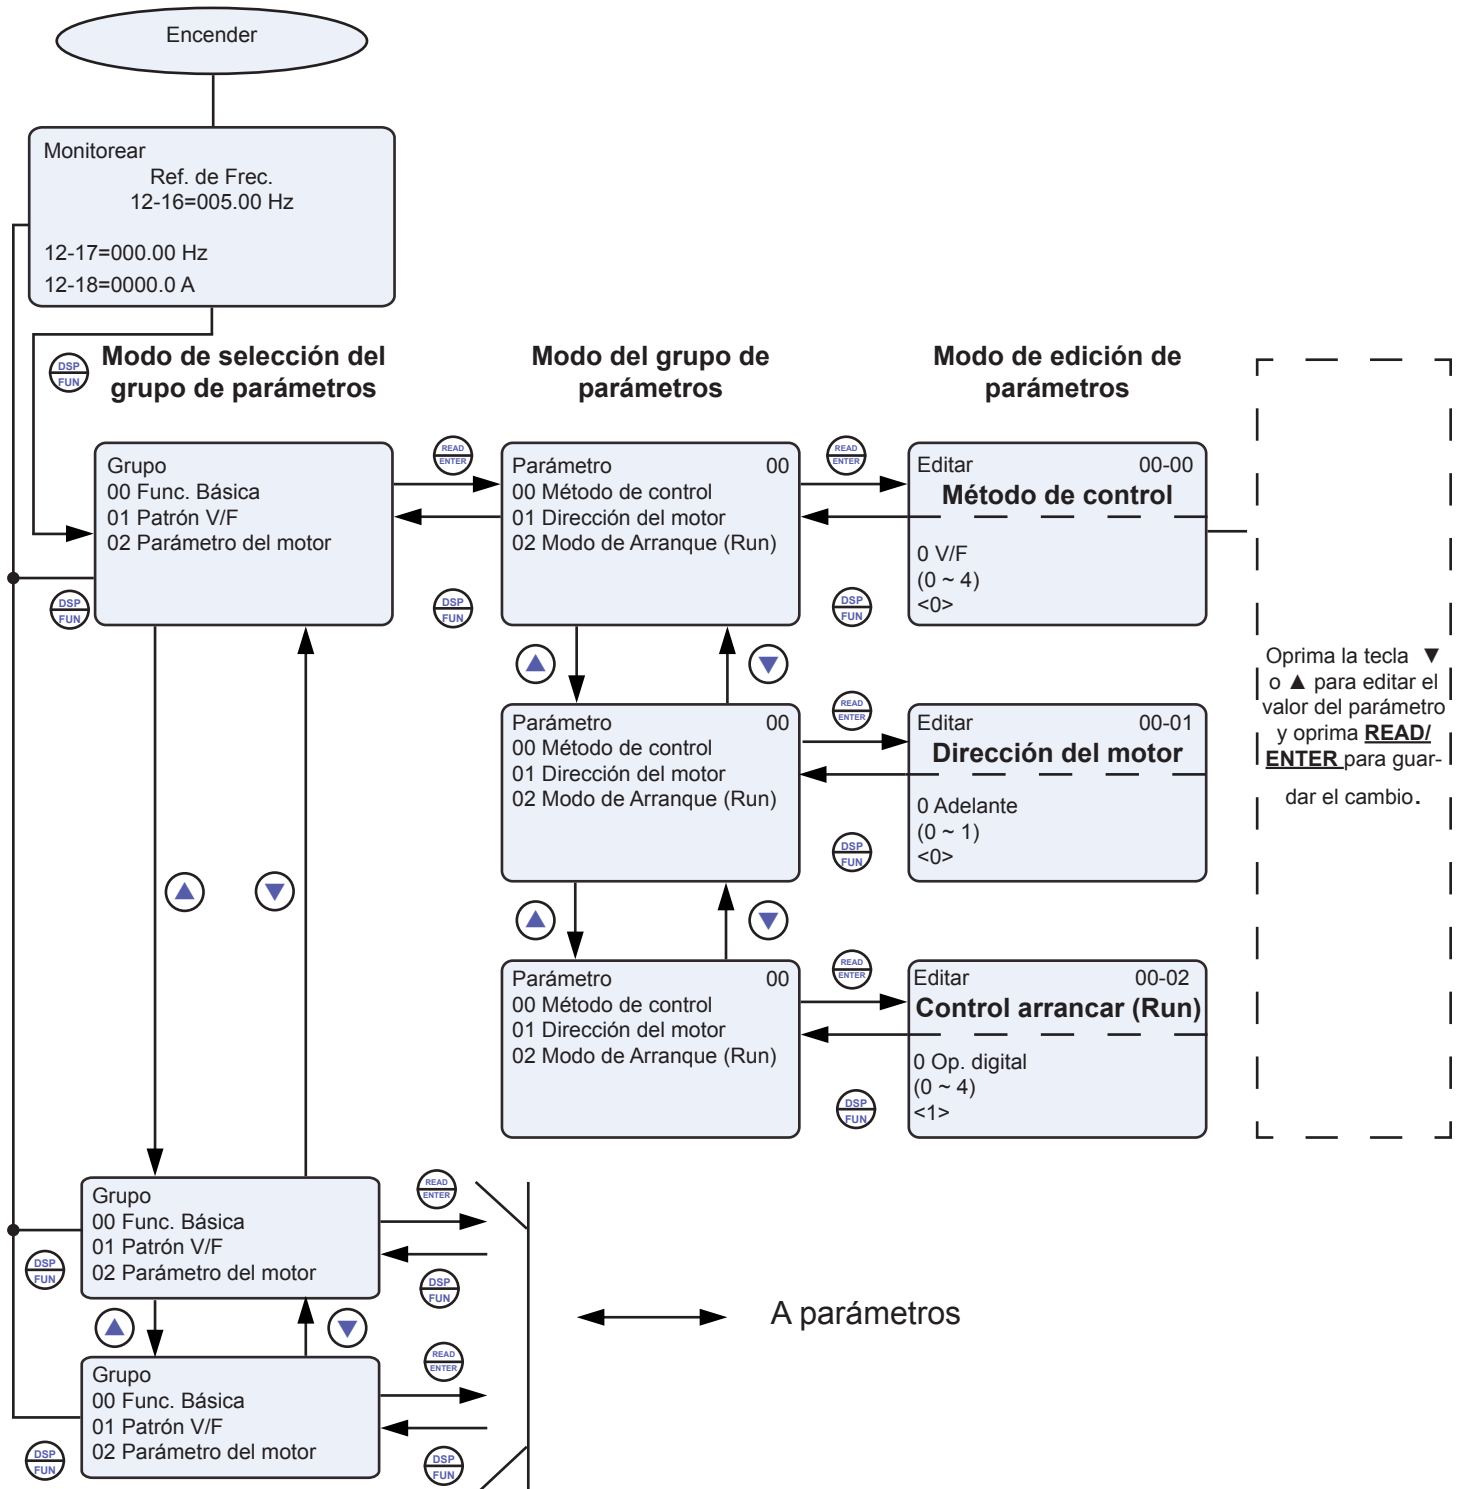 Encender
Monitorear
Ref. de Frec.
12-16=005.00 Hz
12-17=000.00 Hz
12-18=0000.0 A
DSP
FUN
Modo de selección del
grupo de parámetros
Modo del grupo de
parámetros
Modo de edición de
parámetros
Grupo
00 Func. Básica
01 Patrón V/F
02 Parámetro del motor
DSP
FUN
READ
ENTER
DSP
FUN
Parámetro 00
00 Método de control
01 Dirección del motor
02 Modo de Arranque (Run)
READ
ENTER
DSP
FUN
Editar 00-00
Método de control
0 V/F
(0 ~ 4)
<0>
Parámetro 00
00 Método de control
01 Dirección del motor
02 Modo de Arranque (Run)
READ
ENTER
DSP
FUN
Editar 00-01
Dirección del motor
0 Adelante
(0 ~ 1)
<0>
Parámetro 00
00 Método de control
01 Dirección del motor
02 Modo de Arranque (Run)
READ
ENTER
DSP
FUN
Editar 00-02
Control arrancar (Run)
0 Op. digital
(0 ~ 4)
<1>
Oprima la tecla ▼
o ▲ para editar el
valor del parámetro
y oprima READ/
ENTER para guar-
dar el cambio.
Grupo
00 Func. Básica
01 Patrón V/F
02 Parámetro del motor
DSP
FUN
READ
ENTER
DSP
FUN
A parámetros
Grupo
00 Func. Básica
01 Patrón V/F
02 Parámetro del motor
DSP
FUN
READ
ENTER
DSP
FUN